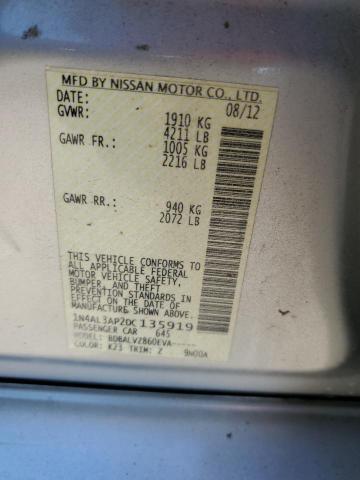 MFD BY NISSAN MOTOR CO., LTD.
DATE: 08/12
GVWR: 1910 KG
4211 LB
GAWR FR: 1005 KG
2216 LB
GAWR RR: 940 KG
2072 LB
THIS VEHICLE CONFORMS TO
ALL APPLICABLE FEDERAL
MOTOR VEHICLE SAFETY,
BUMPER, AND THEFT
PREVENTION STANDARDS IN
EFFECT ON THE DATE OF
MANUFACTURE SHOWN ABOVE.
1N4AL3AP2DC135919
PASSENGER CAR 645
MODEL: BDBALVZ860EVA-----
COLOR: K23 TRIM: Z 9N00A